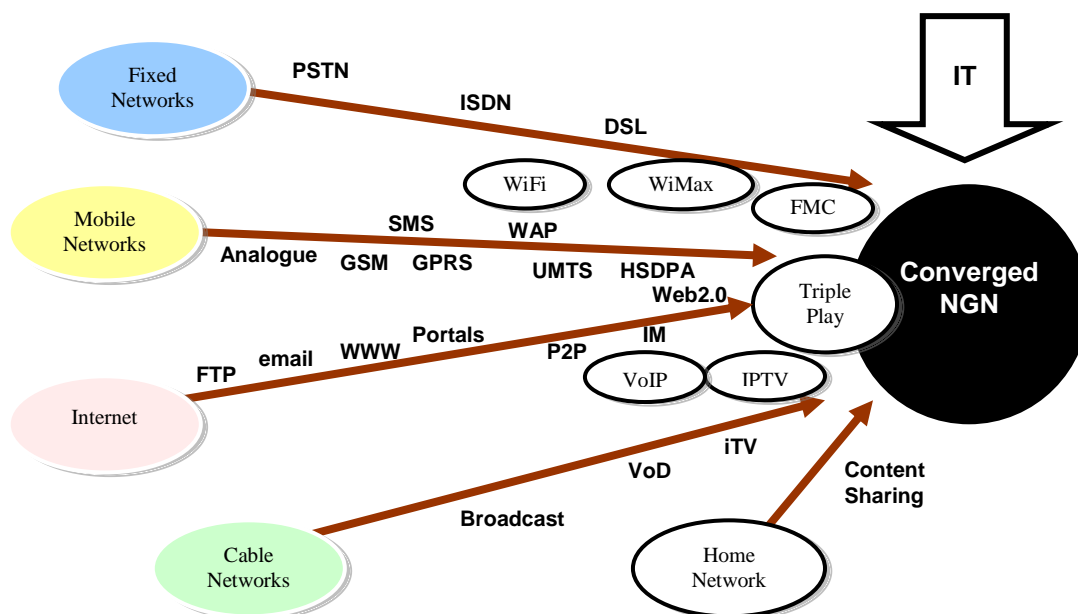 PSTN
IT
Fixed
Networks
ISDN
DSL
WiFi
WiMax
FMC
Mobile
Networks
SMS
WAP
Analogue
GSM
GPRS
UMTS
HSDPA
Converged
NGN
Triple
Play
Web2.0
Portals
IM
email
WWW
P2P
FTP
VoIP
IPTV
Internet
iTV
VoD
Content
Sharing
Broadcast
Cable
Networks
Home
Network